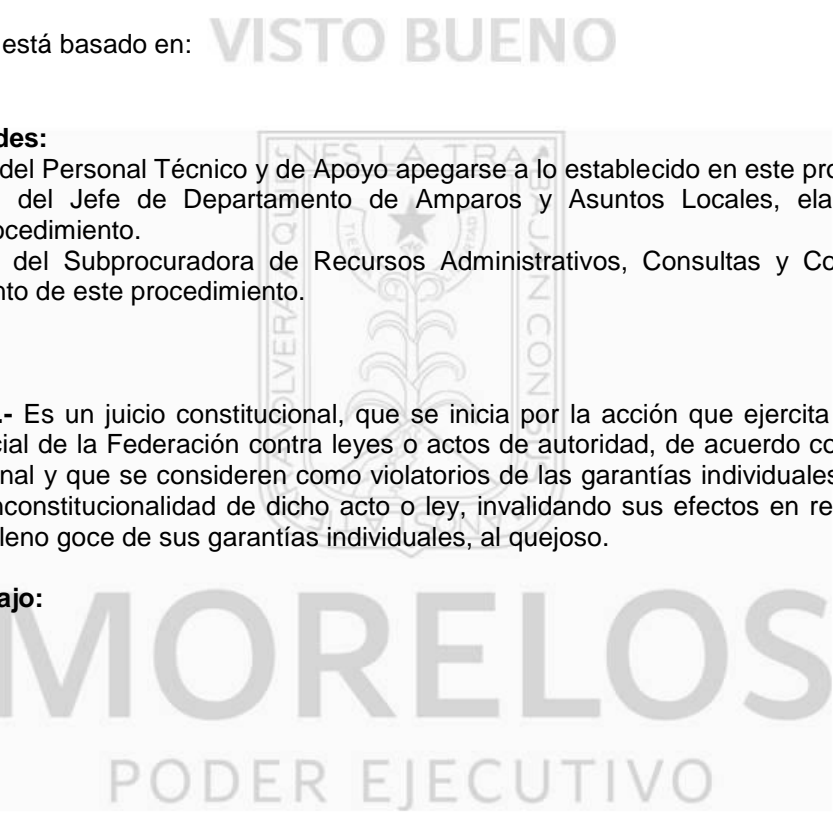 VISTO BUENO
está basado en:
des:
del Personal Técnico y de Apoyo apegarse a lo establecido en este pro
del Jefe de Departamento de Amparos y Asuntos Locales, ela
ocedimiento.
del Subprocuradora de Recursos Administrativos, Consultas y Co
nto de este procedimiento.
.- Es un juicio constitucional, que se inicia por la acción que ejercita
cial de la Federación contra leyes o actos de autoridad, de acuerdo co
nal y que se consideren como violatorios de las garantías individuales
nconstitucionalidad de dicho acto o ley, invalidando sus efectos en re
leno goce de sus garantías individuales, al quejoso.
ajo:
MORELOS
PODER EJECUTIVO